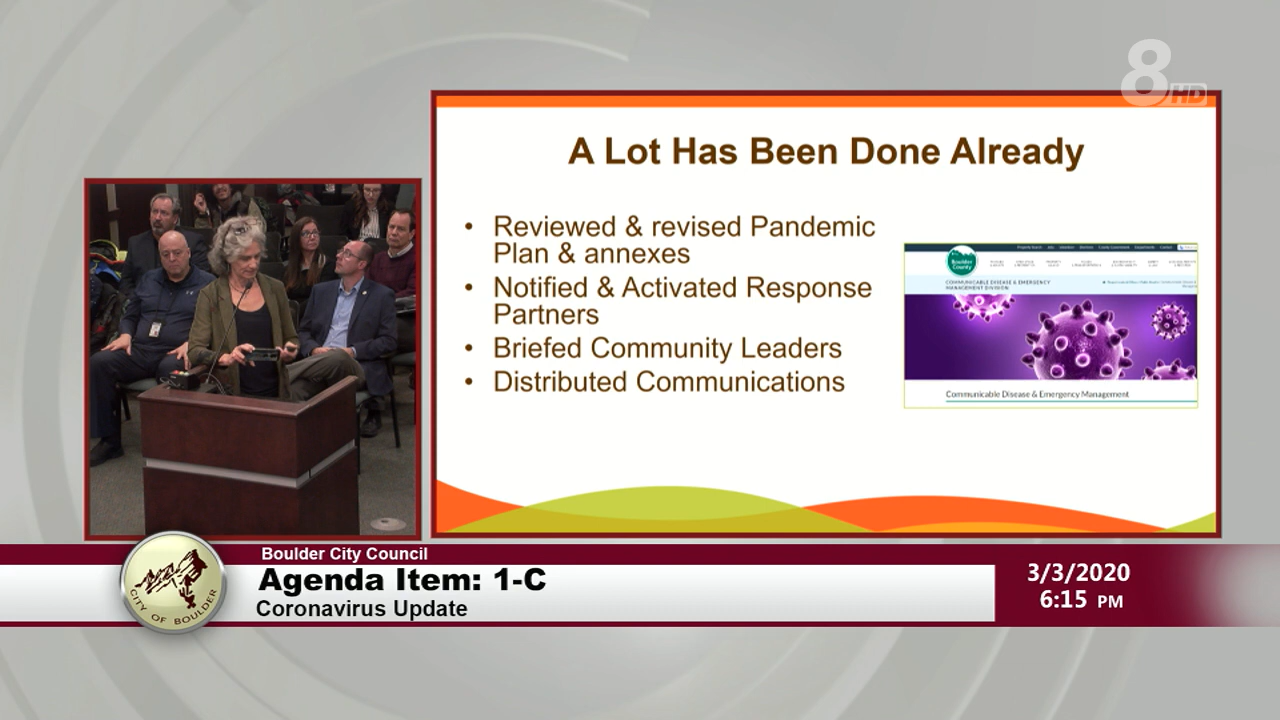 8HD
A Lot Has Been Done Already
• Reviewed & revised Pandemic
Plan & annexes
• Notified & Activated Response
Partners
• Briefed Community Leaders
• Distributed Communications
Boulder
County
COMMUNICABLE DISEASE & EMERGENCY
MANAGEMENT DIVISION
Communicable Disease & Emergency Management
Boulder City Council
Agenda Item: 1-C
Coronavirus Update
3/3/2020
6:15 PM
CITY OF BOULDER